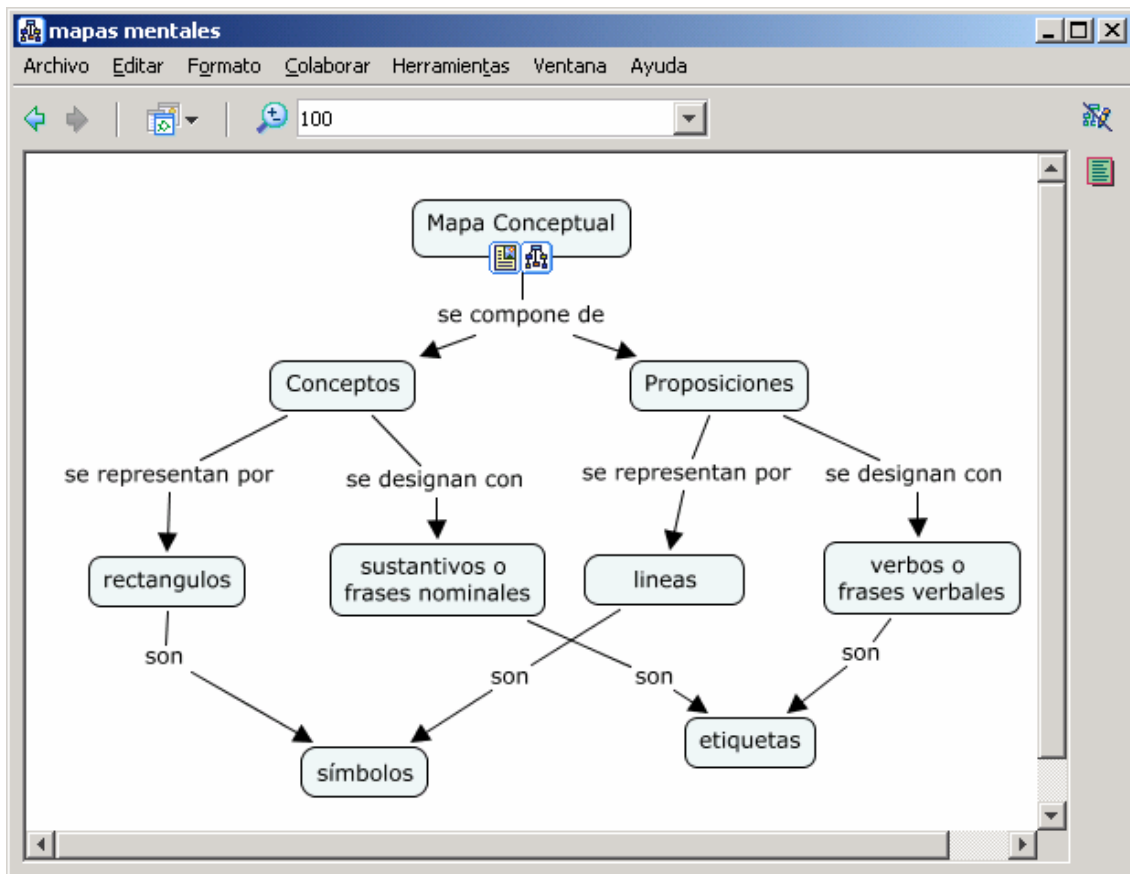 mapas mentales
Archivo Editar Formato Colaborar Herramientas Ventana Ayuda
100
Mapa Conceptual
se compone de
Conceptos
Proposiciones
se representan por
se designan con
se representan por
se designan con
rectangulos
sustantivos o
frases nominales
lineas
verbos o
frases verbales
son
son
son
son
símbolos
etiquetas